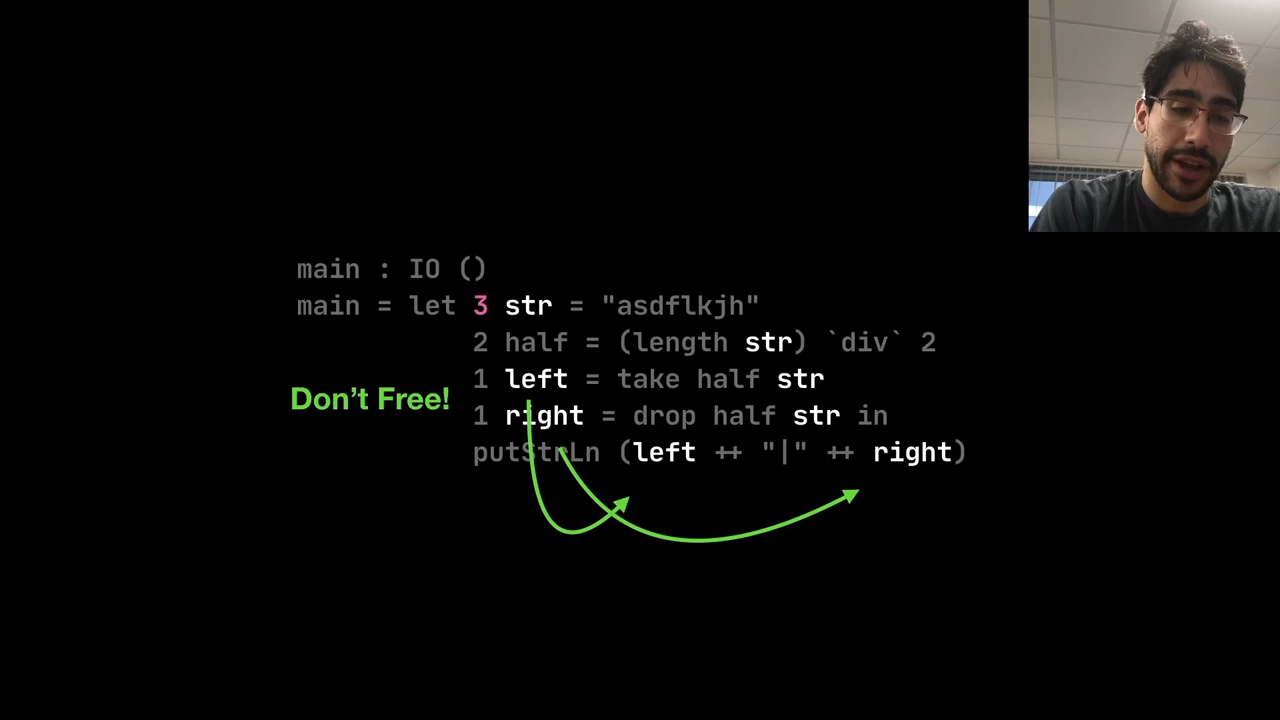 main : IO ()
main = let 3 str = "asdflkjh"
2 half = (length str) `div` 2
1 left = take half str
Don't Free!
1 right = drop half str in
putStrLn (left ++ "|" ++ right)